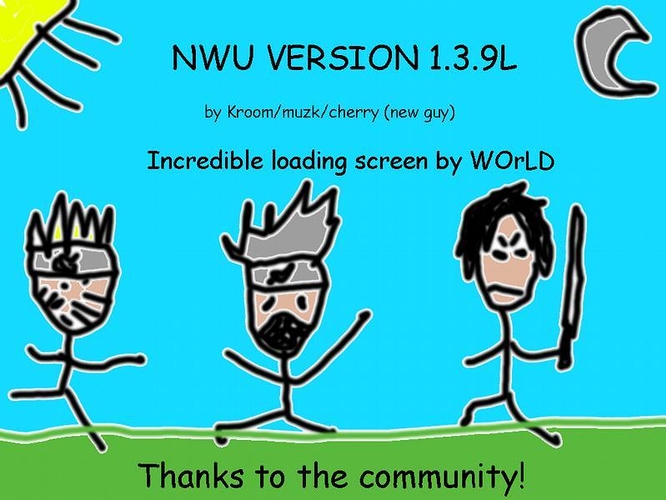 NWU VERSION 1.3.9L
by Kroom/muzk/cherry (new guy)
Incredible loading screen by WOrLD
Thanks to the community!